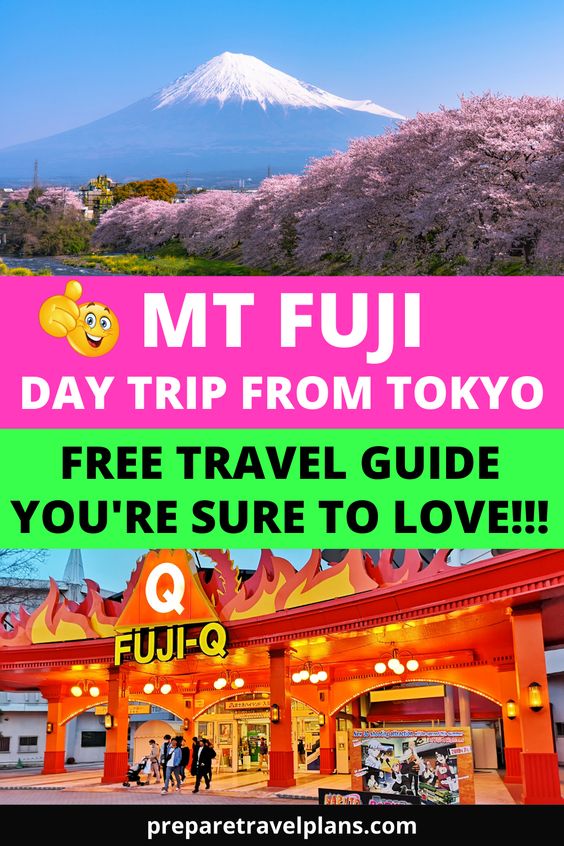 MT FUJI
DAY TRIP FROM TOKYO
FREE TRAVEL GUIDE
YOU'RE SURE TO LOVE!!!
Q
FUJI-Q
preparetravelplans.com